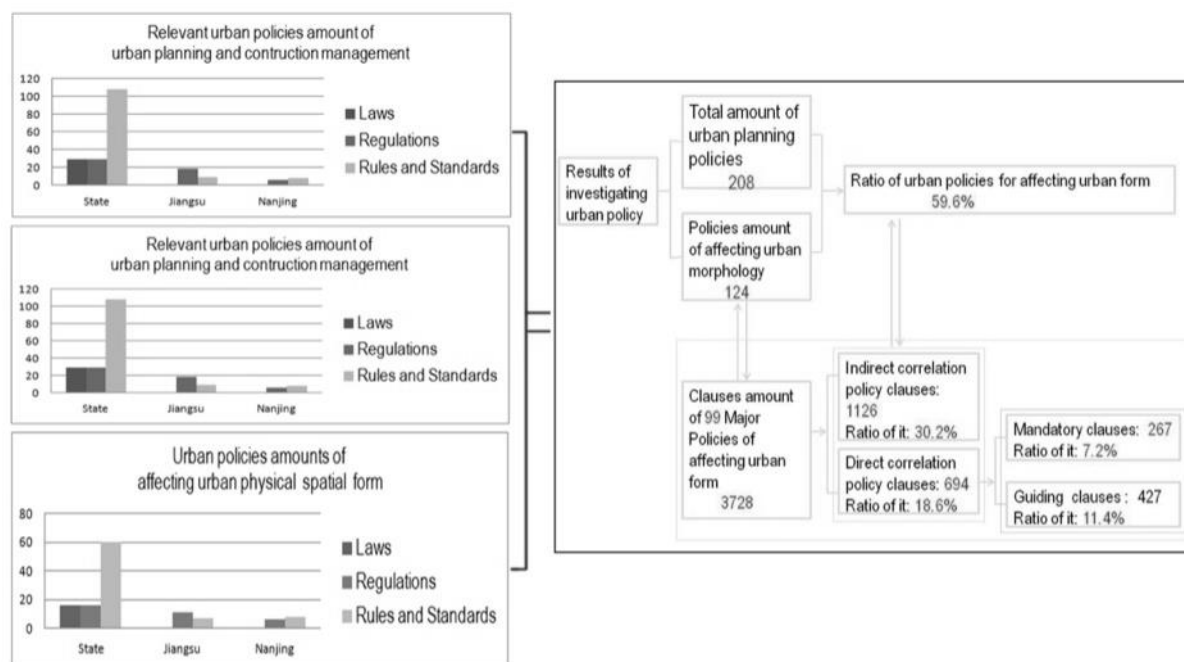 Relevant urban policies amount of
urban planning and contruction management
120
100
80
60
40
20
0
State
Jiangsu
Nanjing
Laws
Regulations
Rules and Standards
Relevant urban policies amount of
urban planning and contruction management
120
100
80
60
40
20
0
State
Jiangsu
Nanjing
Laws
Regulations
Rules and Standards
Urban policies amounts of
affecting urban physical spatial form
80
60
40
20
0
State
Jiangsu
Nanjing
Laws
Regulations
Rules and Standards
Results of
investigating
urban policy
Total amount of
urban planning
policies
208
Policies amount
of affecting urban
morphology
124
Ratio of urban policies for affecting urban form
59.6%
Clauses amount
of 99 Major
Policies of
affecting urban
form
3728
Indirect correlation
policy clauses:
1126
Ratio of it: 30.2%
Direct correlation
policy clauses: 694
Ratio of it: 18.6%
Mandatory clauses: 267
Ratio of it: 7.2%
Guiding clauses : 427
Ratio of it: 11.4%